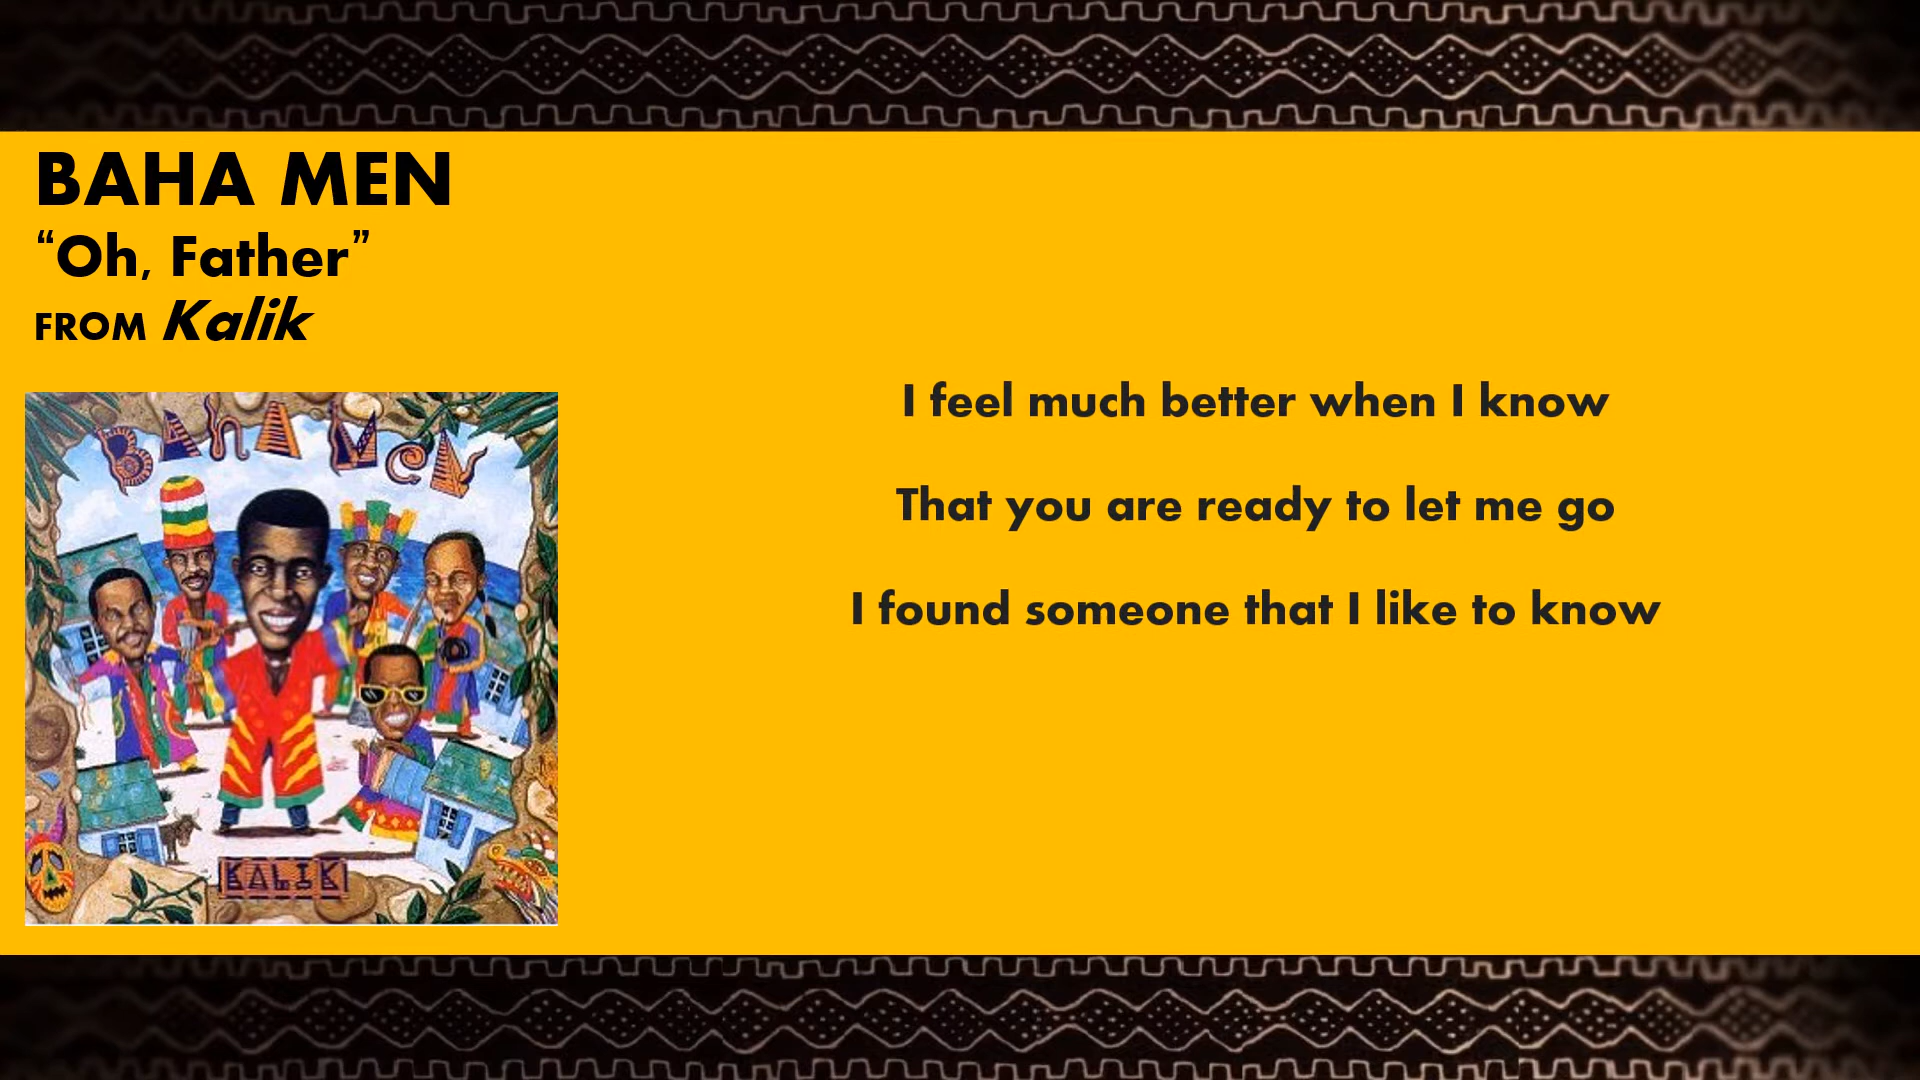 BAHA MEN
“Oh, Father”
FROM Kalik
BAHA MEN
KALIK
I feel much better when I know
That you are ready to let me go
I found someone that I like to know